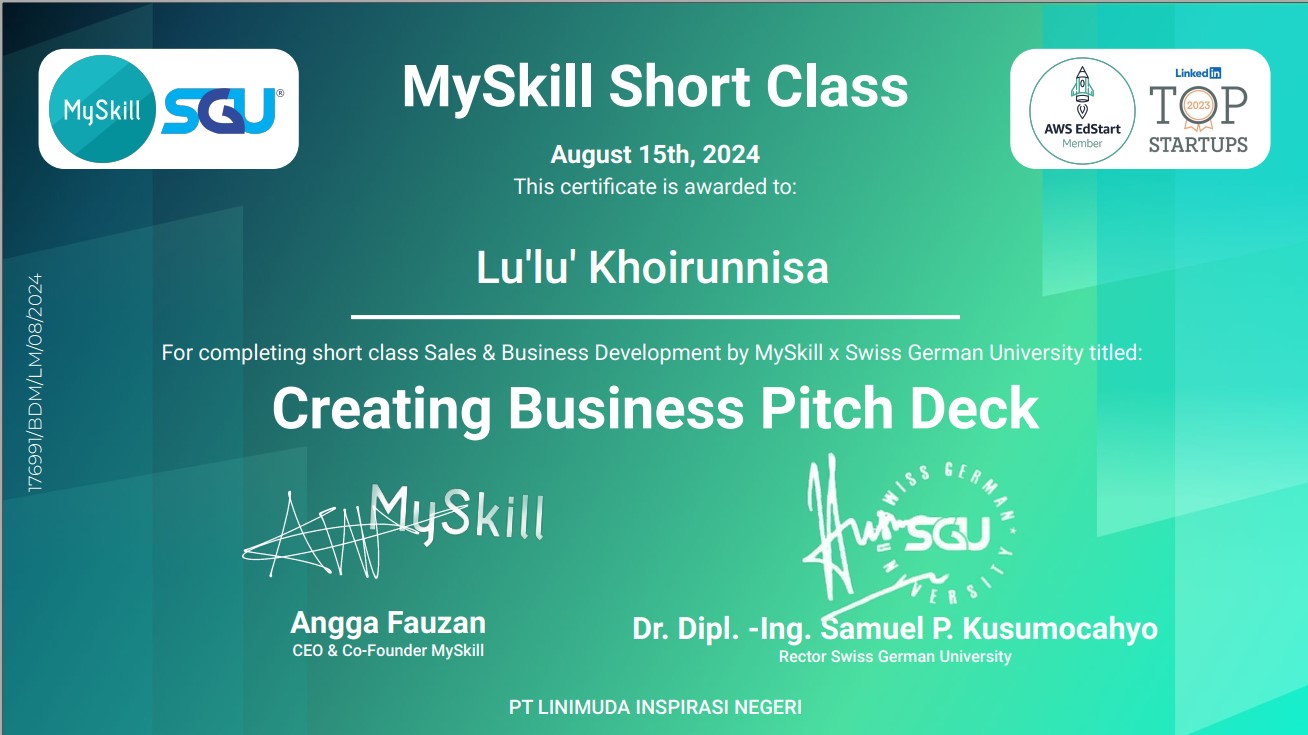 MySkill SGU®
MySkill Short Class
AWS EdStart
Member
LinkedIn
2023
TOP
STARTUPS
August 15th, 2024
This certificate is awarded to:
Lu'lu' Khoirunnisa
176991/BDM/LM/08/2024
For completing short class Sales & Business Development by MySkill x Swiss German University titled:
Creating Business Pitch Deck
MySkill
SWISS GERMAN UNIVERSITY
SGU
Angga Fauzan
CEO & Co-Founder MySkill
Dr. Dipl. -Ing. Samuel P. Kusumocahyo
Rector Swiss German University
PT LINIMUDA INSPIRASI NEGERI